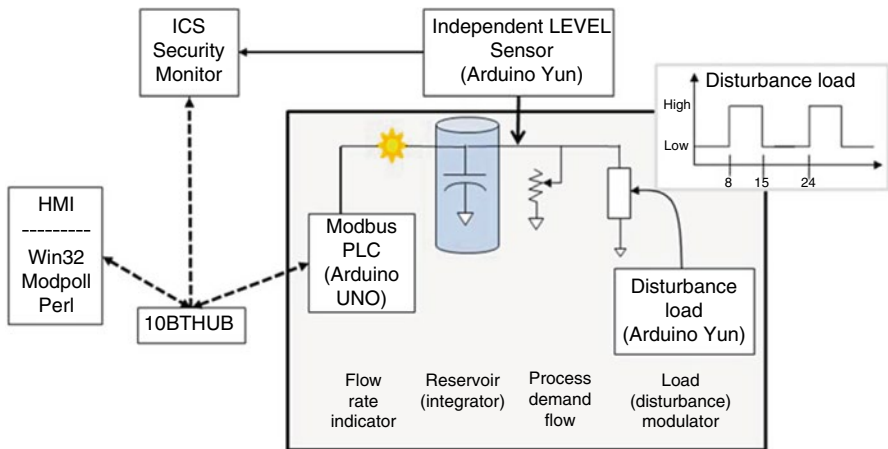 ICS
Security
Monitor
Independent LEVEL
Sensor
(Arduino Yun)
Disturbance load
High
Low
8
15
24
HMI
---------
Win32
Modpoll
Perl
10BTHUB
Modbus
PLC
(Arduino
UNO)
Disturbance
load
(Arduino Yun)
Flow
rate
indicator
Reservoir
(integrator)
Process
demand
flow
Load
(disturbance)
modulator